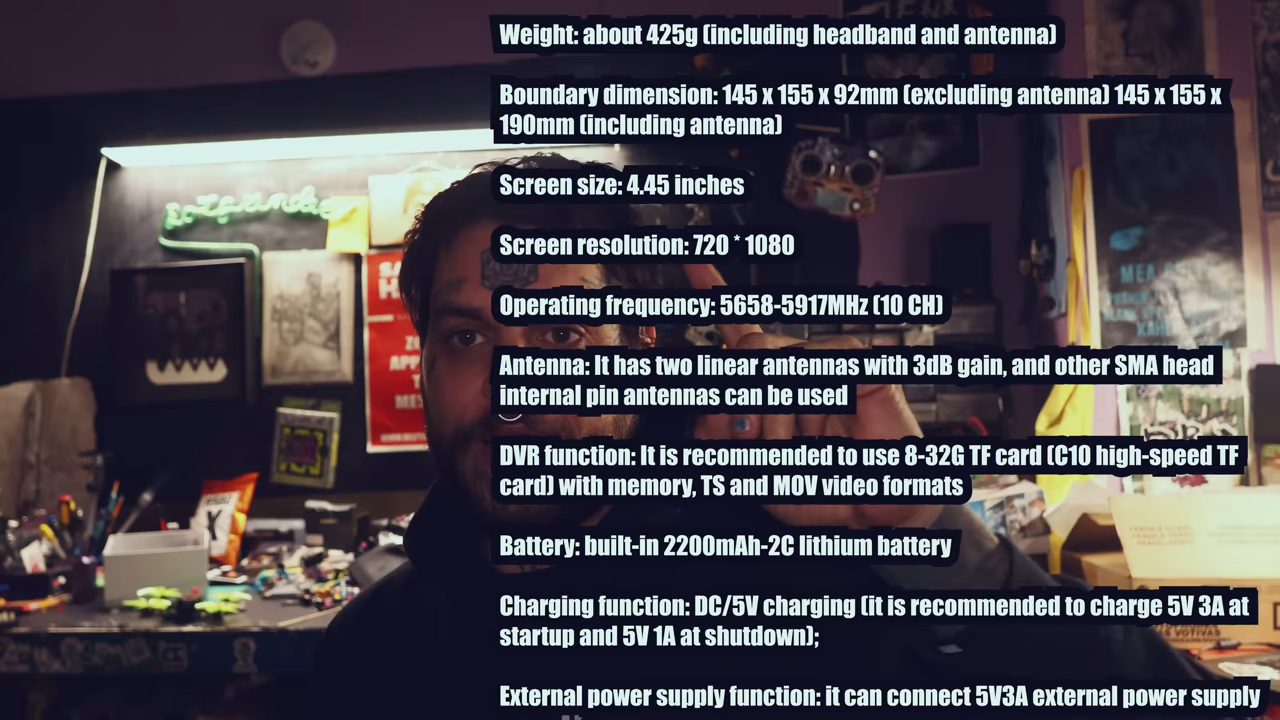 Weight: about 425g (including headband and antenna)
Boundary dimension: 145 x 155 x 92mm (excluding antenna) 145 x 155 x
190mm (including antenna)
Screen size: 4.45 inches
Screen resolution: 720 * 1080
Operating frequency: 5658-5917MHz (10 CH)
Antenna: It has two linear antennas with 3dB gain, and other SMA head
internal pin antennas can be used
DVR function: It is recommended to use 8-32G TF card (C10 high-speed TF
card) with memory, TS and MOV video formats
Battery: built-in 2200mAh-2C lithium battery
Charging function: DC/5V charging (it is recommended to charge 5V 3A at
startup and 5V 1A at shutdown);
External power supply function: it can connect 5V3A external power supply